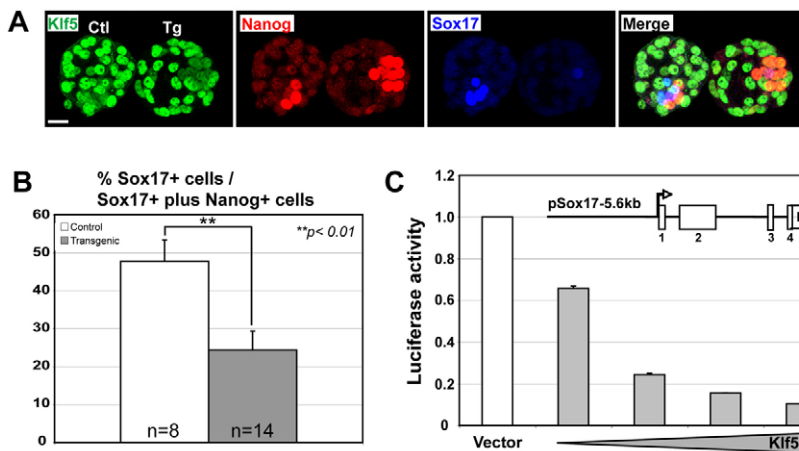 A
Klf5
Ctl
Tg
Nanog
Sox17
Merge
B
% Sox17+ cells /
Sox17+ plus Nanog+ cells
60
50
40
30
20
10
0
Control
Transgenic
**
**p< 0.01
n=8
n=14
C
Luciferase activity
1.2
1.0
0.8
0.6
0.4
0.2
0
pSox17-5.6kb
1
2
3
4
Vector
Klf5